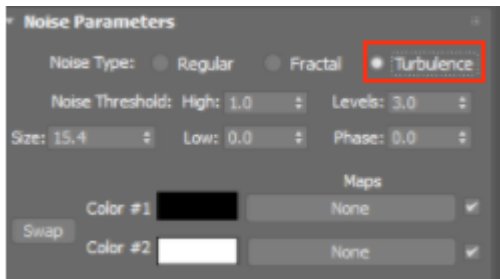 Noise Parameters
Noise Type: Regular Fractal Turbulence
Noise Threshold: High: 1.0 Levels: 3.0
Size: 15.4 Low: 0.0 Phase: 0.0
Maps
Color #1 None
Swap
Color #2 None